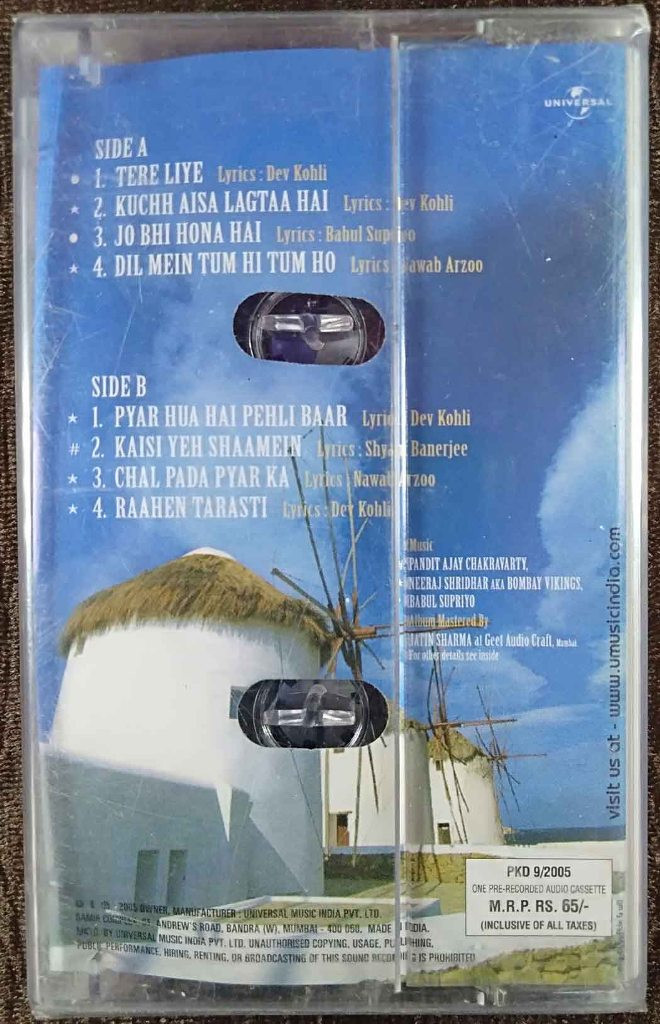 UNIVERSAL
SIDE A
• 1. TERE LIYE Lyrics : Dev Kohli
★ 2. KUCHH AISA LAGTAA HAI Lyrics : Dev Kohli
• 3. JO BHI HONA HAI Lyrics : Babul Supriyo
★ 4. DIL MEIN TUM HI TUM HO Lyrics Nawab Arzoo
SIDE B
★ 1. PYAR HUA HAI PEHLI BAAR Lyrics Dev Kohli
# 2. KAISI YEH SHAAMEIN Lyrics : Shyam Banerjee
★ 3. CHAL PADA PYAR KA Lyrics : Nawab Arzoo
★ 4. RAAHEN TARASTI Lyrics : Dev Kohli
Music
PANDIT AJAY CHAKRAVARTY,
NEERAJ SHRIDHAR AKA BOMBAY VIKINGS,
BABUL SUPRIYO
Album Mastered By
JATIN SHARMA at Geet Audio Craft, Mumbai
For other details see inside
visit us at - www.umusicindia.com
PKD 9/2005
ONE PRE-RECORDED AUDIO CASSETTE
M.R.P. RS. 65/-
(INCLUSIVE OF ALL TAXES)
2005 OWNER, MANUFACTURER : UNIVERSAL MUSIC INDIA PVT. LTD.
ANDREW'S ROAD, BANDRA (W), MUMBAI - 400 050. MADE IN INDIA.
BY UNIVERSAL MUSIC INDIA PVT. LTD. UNAUTHORISED COPYING, USAGE, PUBLISHING,
PUBLIC PERFORMANCE, HIRING, RENTING, OR BROADCASTING OF THIS SOUND RECORDING IS PROHIBITED